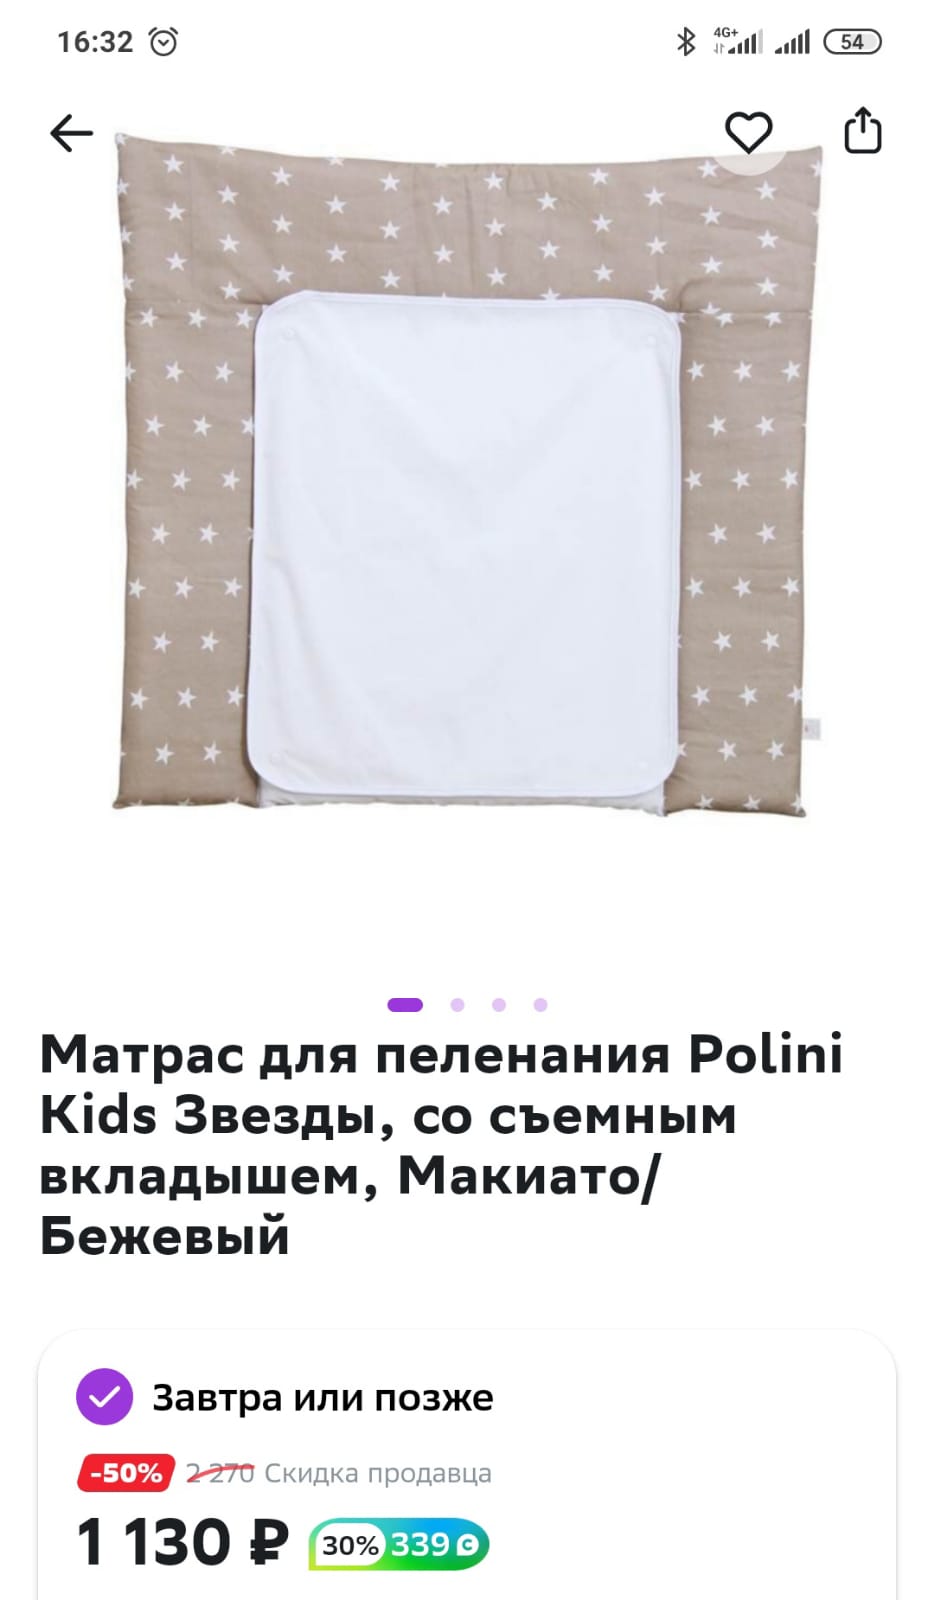 16:32
4G+
54
Матрас для пеленания Polini
Kids Звезды, со съемным
вкладышем, Макиато/
Бежевый
Завтра или позже
-50% 2 270 Скидка продавца
1 130 ₽ 30% 339 C